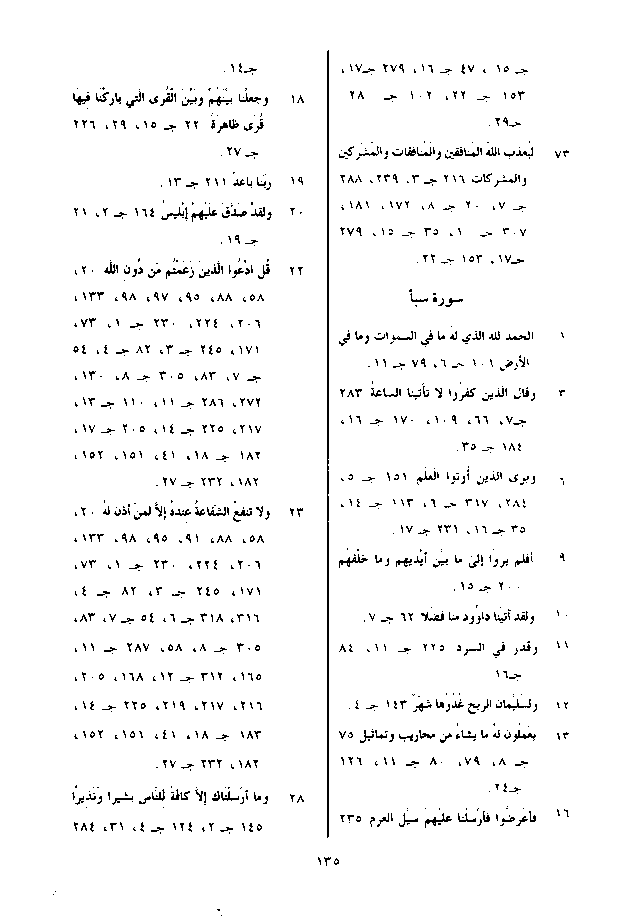 جـ ١٥ ، ٤٧ جـ ١٦، ٢٧٩ جـ١٧،
١٥٣ جـ ٢٢، ١٠٢ جـ ٢٨
جـ٢٩.
٧٣ ليعذب الله المنافقين والمنافقات والمشركين
والمشركات ٢١٦ جـ ٣، ٢٣٩، ٢٨٨
جـ ٧، ٢٠ جـ ٨، ١٧٢، ١٨١،
٣٠٧ جـ ١، ٣٥ جـ ١٥، ٢٧٩
جـ١٧، ١٥٣ جـ ٢٢.
سورة سبأ
١ الحمد لله الذي له ما في السموات وما في
الأرض ١٠١ جـ ٦، ٧٩ جـ ١١.
٣ وقال الذين كفروا لا تأتينا الساعة ٢٨٣
جـ٧، ٦٦، ١٠٩، ١٧٠ جـ ١٦،
١٨٤ جـ ٣٥.
٦ ويرى الذين أوتوا العلم ١٥١ جـ ٥،
٢٨٤، ٣١٧ جـ ٦، ١١٣ جـ ١٤،
٣٥ جـ ١٦، ٢٣١ جـ ١٧.
٩ أفلم يروا إلى ما بين أيديهم وما خلفهم
٢٠٠ جـ ١٥.
١٠ ولقد أتينا داوود منا فضلا ٦٢ جـ ٧.
١١ وقدر في السرد ٢٢٥ جـ ١١، ٨٤
جـ١٦
١٢ ولسليمان الريح غدوها شهر ١٤٣ جـ ٤.
١٣ يعملون له ما يشاء من محاريب وتماثيل ٧٥
جـ ٨، ٧٩، ٨٠ جـ ١١، ١٢٦
جـ٢٤.
١٦ فأعرضوا فأرسلنا عليهم سيل العرم ٢٣٥
جـ١٤.
١٨ وجعلنا بينهم وبين القرى التي باركنا فيها
قرى ظاهرة ٢٢ جـ ١٥، ٢٩، ٢٢٦
جـ ٢٧.
١٩ ربنا باعد ٢١١ جـ ١٣.
٢٠ ولقد صدق عليهم إبليس ١٦٤ جـ ٢، ٢١
جـ ١٩.
٢٢ قل ادعوا الذين زعمتم من دون الله ٢٠،
٥٨، ٨٨، ٩٥، ٩٧، ٩٨، ١٣٣،
٢٠٦، ٢٢٤، ٢٣٠ جـ ١، ٧٣،
١٧١، ٢٤٥ جـ ٣، ٨٢ جـ ٤، ٥٤
جـ ٧، ٨٣، ٣٠٥ جـ ٨، ١٣٠،
٢٧٢، ٢٨٦ جـ ١١، ١١٠ جـ ١٣،
٢١٧، ٢٢٥ جـ ١٤، ٢٠٥ جـ ١٧،
١٨٢ جـ ١٨، ٤١، ١٥١، ١٥٢،
١٨٢، ٢٣٢ جـ ٢٧.
٢٣ ولا تنفع الشفاعة عنده إلا لمن أذن له ٢٠،
٥٨، ٨٨، ٩١، ٩٥، ٩٨، ١٣٣،
٢٠٦، ٢٢٤، ٢٣٠ جـ ١، ٧٣،
١٧١، ٢٤٥ جـ ٣، ٨٢ جـ ٤،
٣١٦، ٣١٨ جـ ٦، ٥٤ جـ ٧، ٨٣،
٣٠٥ جـ ٨، ٥٨، ٢٨٧ جـ ١١،
١٦٥، ٣١٢ جـ ١٢، ١٦٨، ٢٠٥،
٢١٦، ٢١٧، ٢١٩، ٢٢٥ جـ ١٤،
١٨٣ جـ ١٨، ٤١، ١٥١، ١٥٢،
١٨٢، ٢٣٢ جـ ٢٧.
٢٨ وما أرسلناك إلا كافة للناس بشيرا ونذيرا
١٤٥ جـ ٢، ١٢٤ جـ ٤، ٣١، ٢٨٤
١٣٥